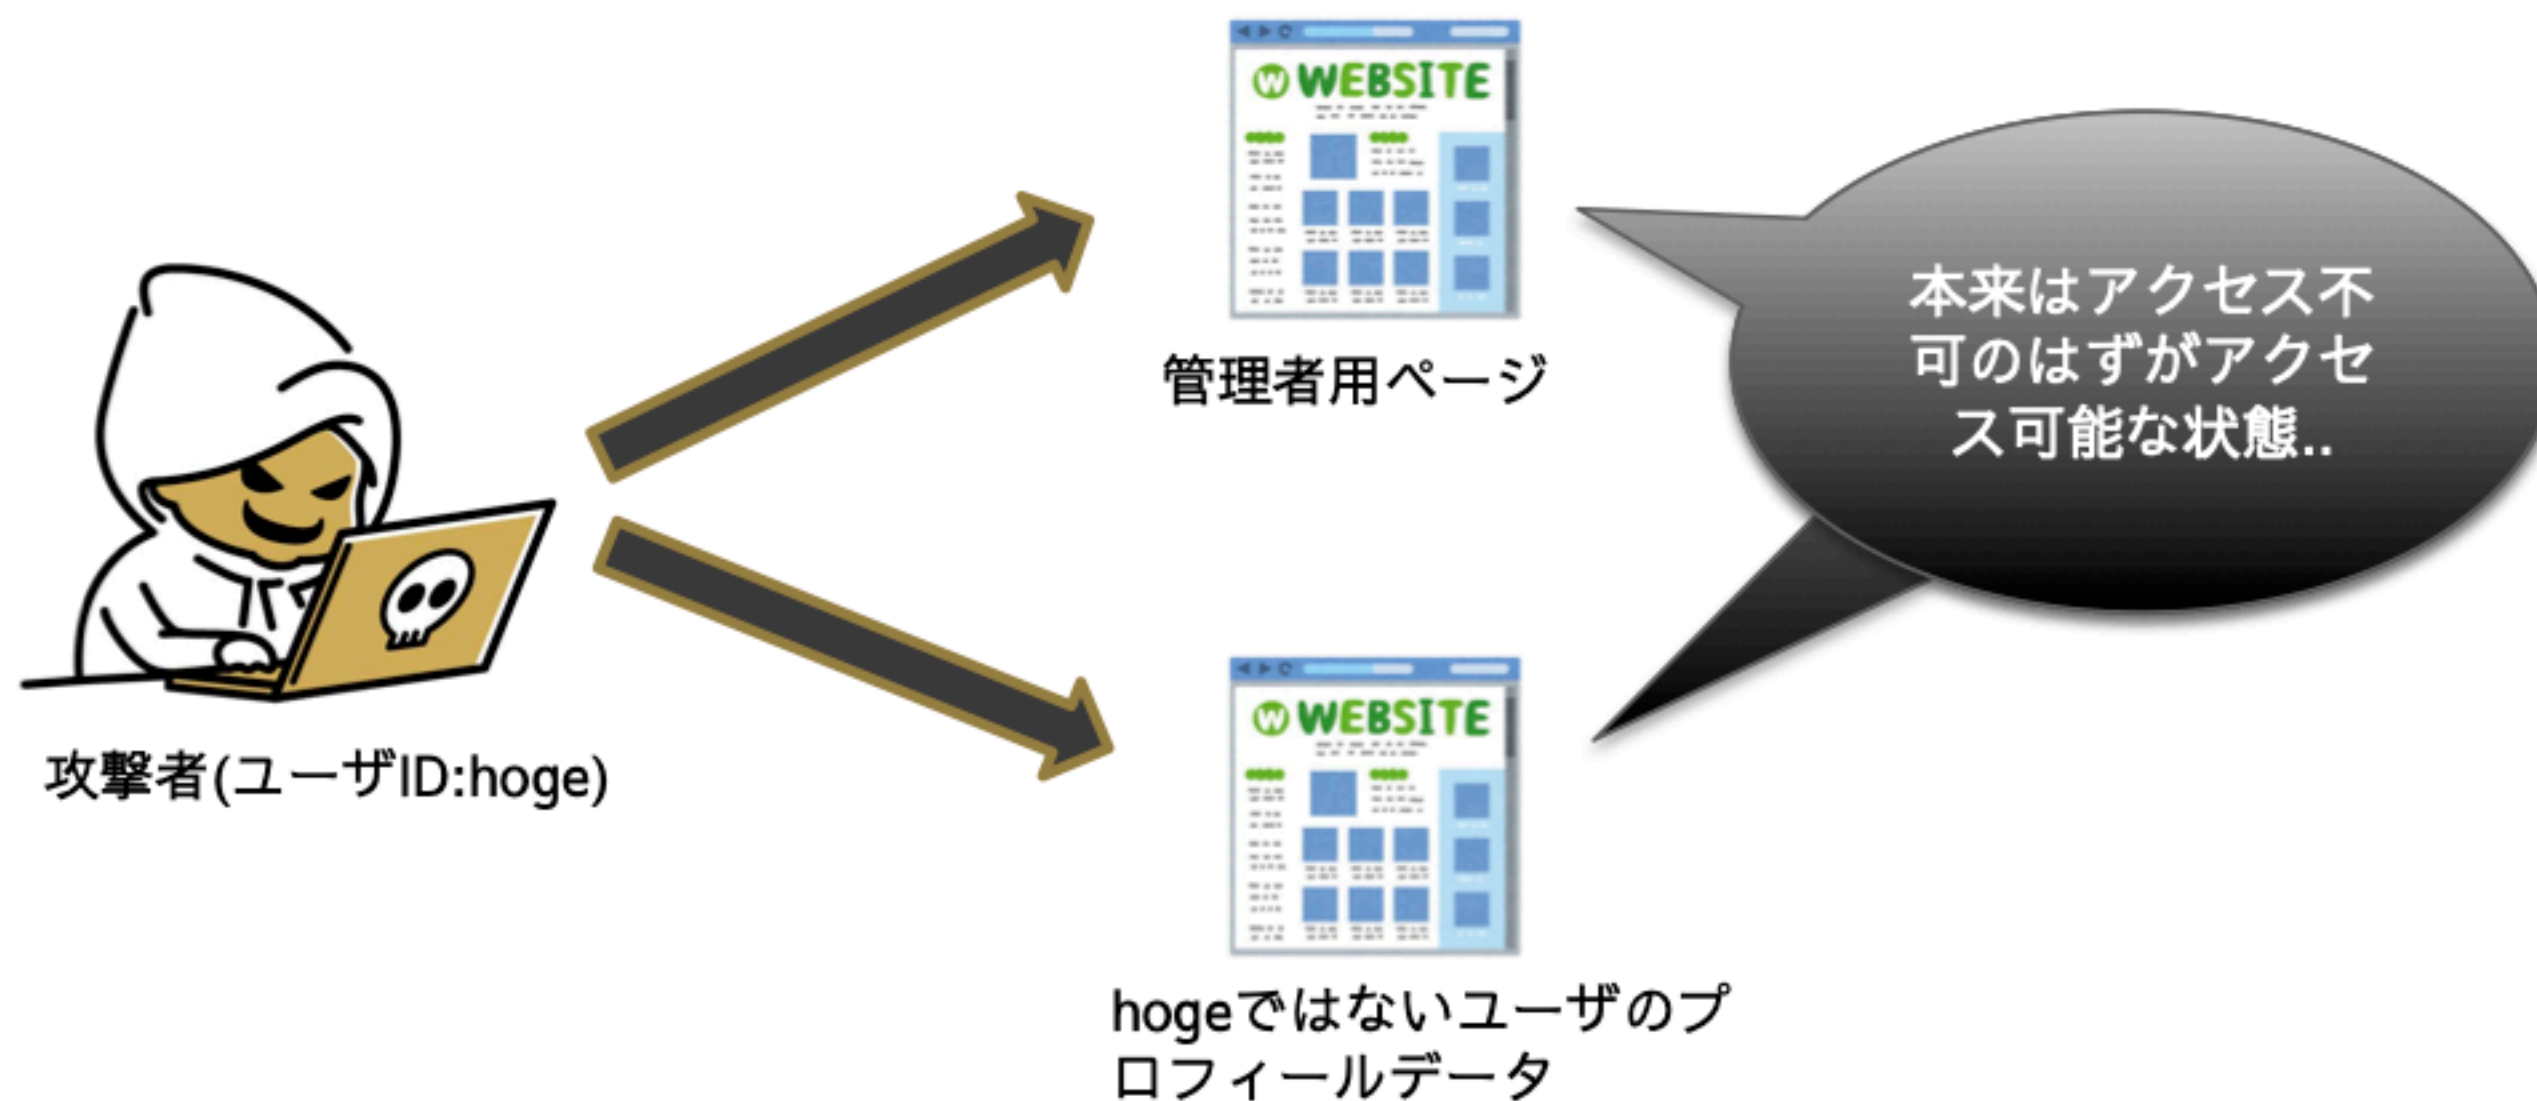 WEBSITE
管理者用ページ
本来はアクセス不
可のはずがアクセ
ス可能な状態..
攻撃者(ユーザID:hoge)
WEBSITE
hogeではないユーザのプ
ロフィールデータ